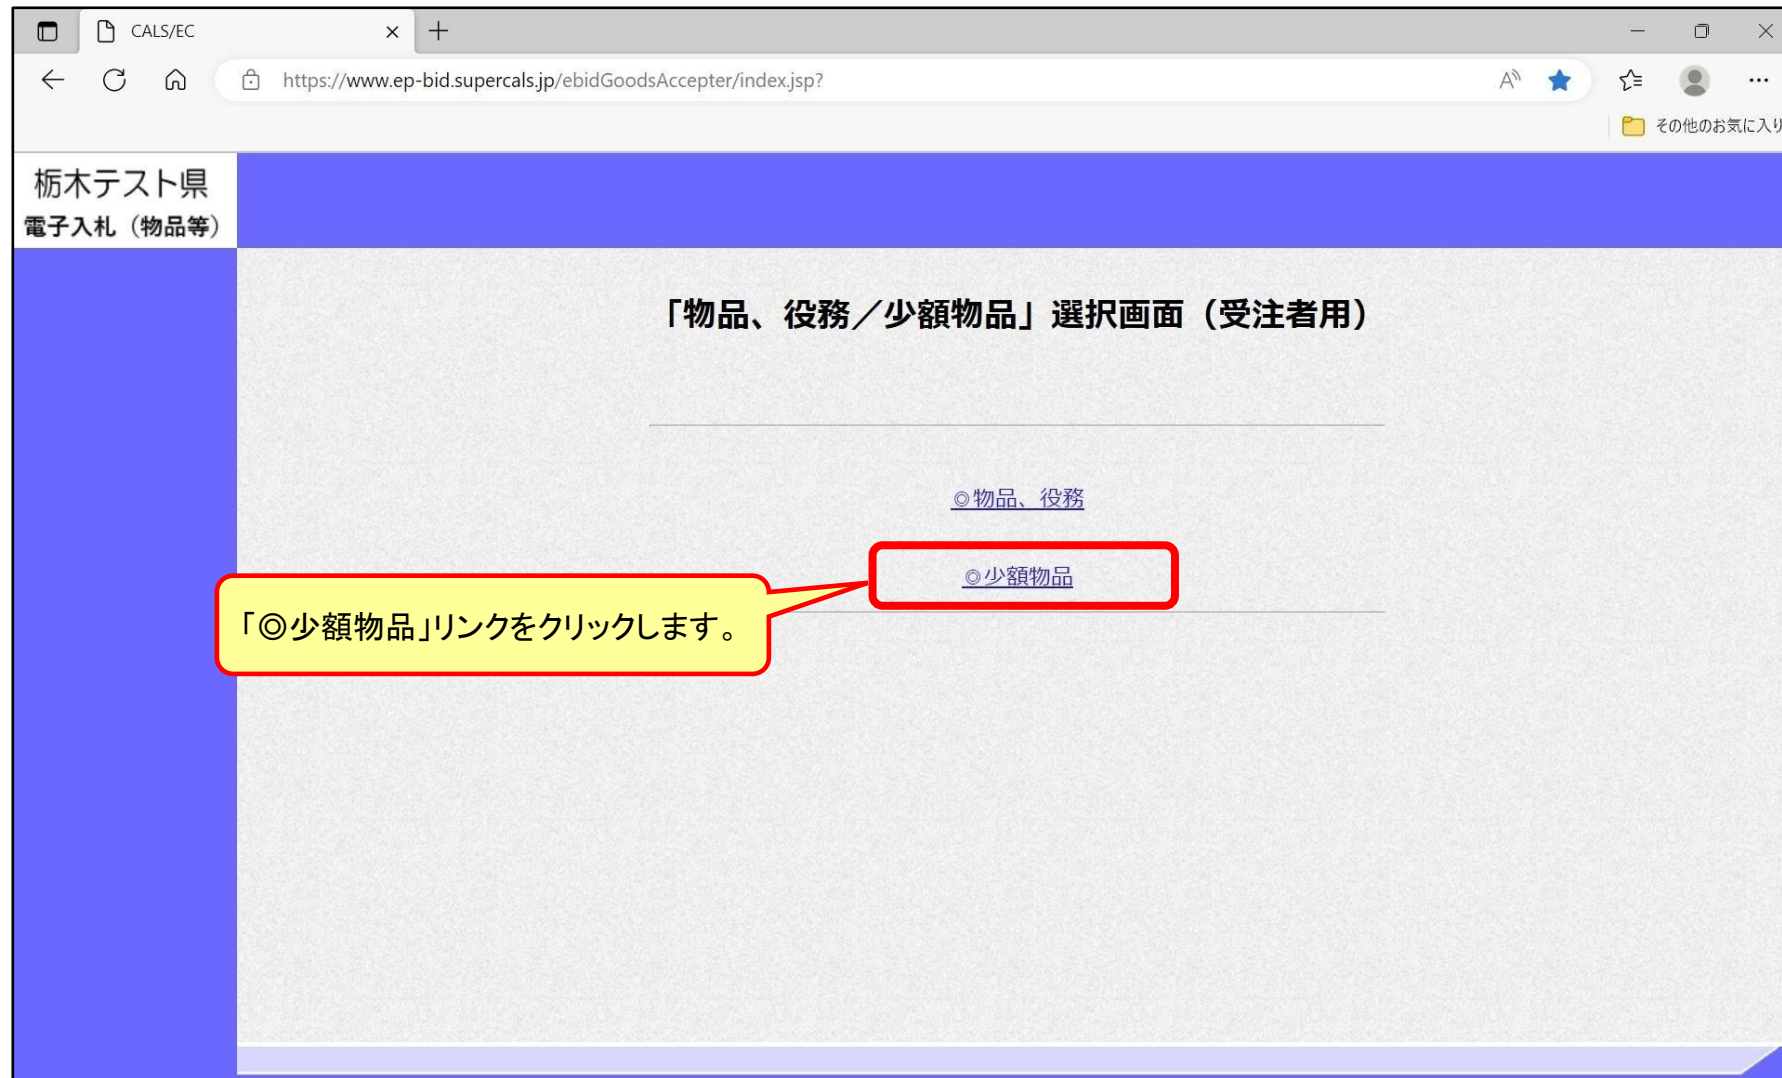 CALS/EC
https://www.ep-bid.supercals.jp/ebidGoodsAccepter/index.jsp?
その他のお気に入り
栃木テスト県
電子入札（物品等）
「物品、役務／少額物品」選択画面（受注者用）
◎物品、役務
◎少額物品
「◎少額物品」リンクをクリックします。